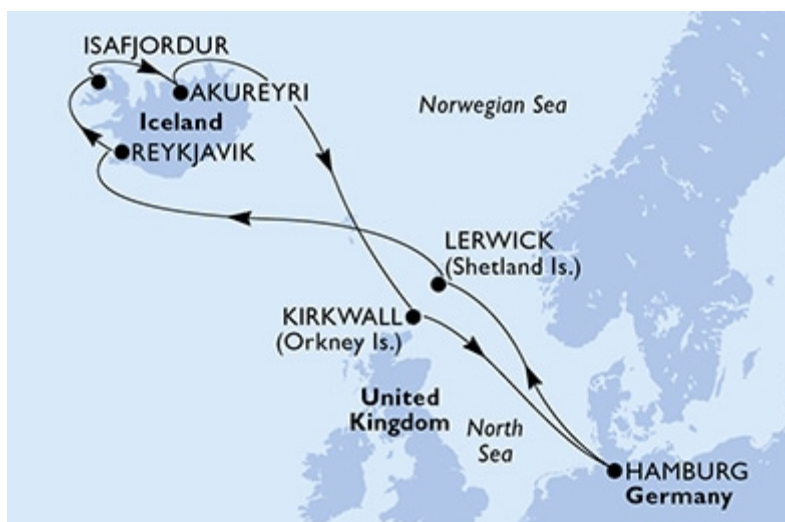 ISAFJORDUR
AKUREYRI
Norwegian Sea
Iceland
REYKJAVIK
LERWICK
(Shetland Is.)
KIRKWALL
(Orkney Is.)
United
Kingdom
North
Sea
HAMBURG
Germany